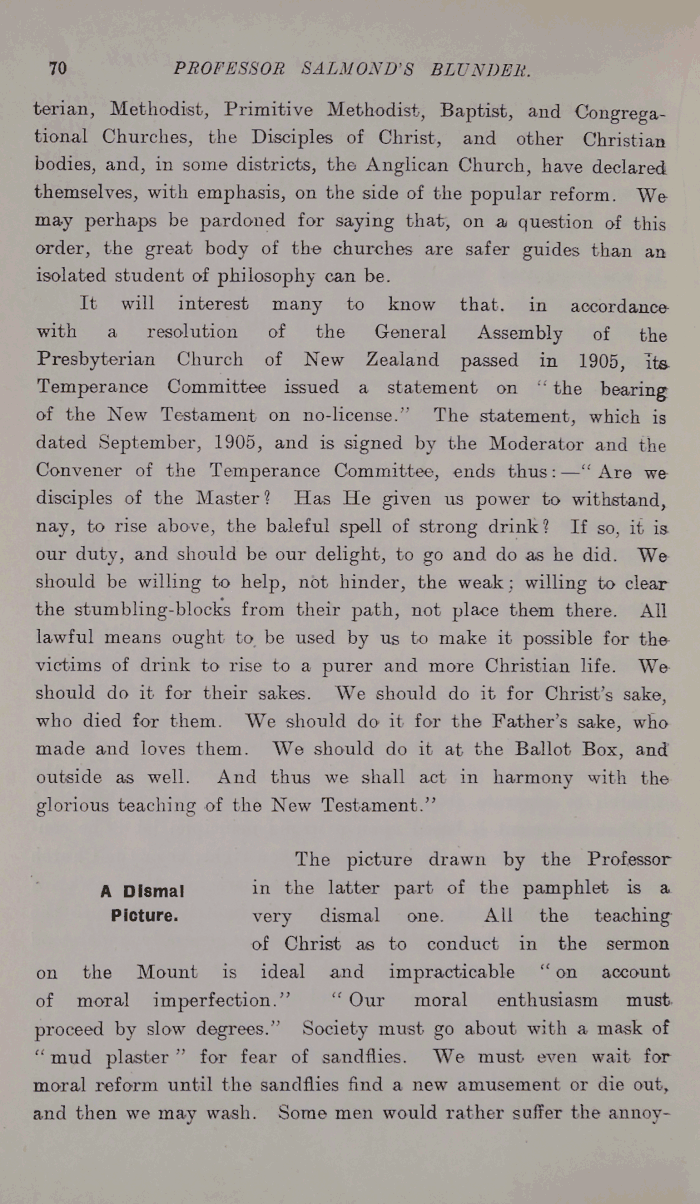 70 PROFESSOR SALMOND'S BLUNDER.
terian, Methodist, Primitive Methodist, Baptist, and Congrega-
tional Churches, the Disciples of Christ, and other Christian
bodies, and, in some districts, the Anglican Church, have declared
themselves, with emphasis, on the side of the popular reform. We
may perhaps be pardoned for saying that, on a question of this
order, the great body of the churches are safer guides than an
isolated student of philosophy can be.
It will interest many to know that. in accordance
with a resolution of the General Assembly of the
Presbyterian Church of New Zealand passed in 1905, its
Temperance Committee issued a statement on "the bearing
of the New Testament on no-license." The statement, which is
dated September, 1905, and is signed by the Moderator and the
Convener of the Temperance Committee, ends thus:—"Are we
disciples of the Master? Has He given us power to withstand,
nay, to rise above, the baleful spell of strong drink? If so, it is
our duty, and should be our delight, to go and do as he did. We
should be willing to help, not hinder, the weak; willing to clear
the stumbling-blocks from their path, not place them there. All
lawful means ought to be used by us to make it possible for the
victims of drink to rise to a purer and more Christian life. We
should do it for their sakes. We should do it for Christ's sake,
who died for them. We should do it for the Father's sake, who
made and loves them. We should do it at the Ballot Box, and
outside as well. And thus we shall act in harmony with the
glorious teaching of the New Testament."
The picture drawn by the Professor
A Dismal in the latter part of the pamphlet is a
Picture. very dismal one. All the teaching
of Christ as to conduct in the sermon
on the Mount is ideal and impracticable "on account
of moral imperfection." "Our moral enthusiasm must
proceed by slow degrees." Society must go about with a mask of
"mud plaster" for fear of sandflies. We must even wait for
moral reform until the sandflies find a new amusement or die out,
and then we may wash. Some men would rather suffer the annoy-